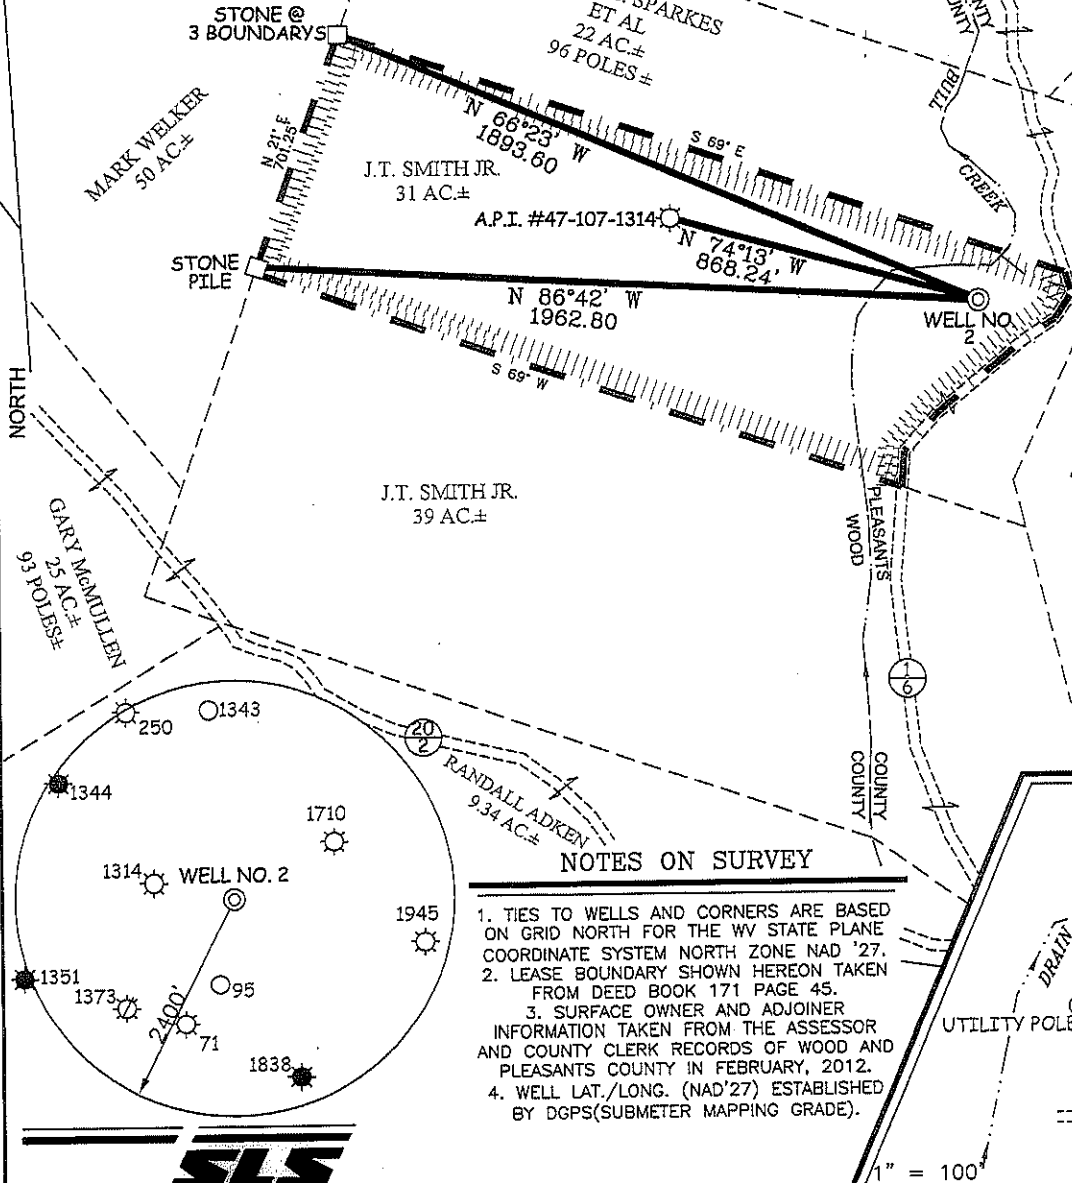 STONE @
3 BOUNDARYS
SPARKES
ET AL
22 AC.±
96 POLES ±
BULL
CREEK
MARK WELKER
50 AC.±
N 21° E
701.25'
N 66°23' W
1893.60
S 69° E
J.T. SMITH JR.
31 AC.±
A.P.I. #47-107-1314
N 74°13' W
868.24'
STONE
PILE
N 86°42' W
1962.80
WELL NO.
2
S 69° W
NORTH
J.T. SMITH JR.
39 AC.±
PLEASANTS
WOOD
GARY McMULLEN
25 AC.±
93 POLES±
1
6
COUNTY
COUNTY
20
2
RANDALL ADKEN
9.34 AC.±
250
1343
1344
1710
1314
WELL NO. 2
1945
1351
1373
95
2400'
71
1838
NOTES ON SURVEY
1. TIES TO WELLS AND CORNERS ARE BASED
ON GRID NORTH FOR THE WV STATE PLANE
COORDINATE SYSTEM NORTH ZONE NAD '27.
2. LEASE BOUNDARY SHOWN HEREON TAKEN
FROM DEED BOOK 171 PAGE 45.
3. SURFACE OWNER AND ADJOINER
INFORMATION TAKEN FROM THE ASSESSOR
AND COUNTY CLERK RECORDS OF WOOD AND
PLEASANTS COUNTY IN FEBRUARY, 2012.
4. WELL LAT./LONG. (NAD'27) ESTABLISHED
BY DGPS(SUBMETER MAPPING GRADE).
DRAIN
UTILITY POLE
1" = 100'
SLS